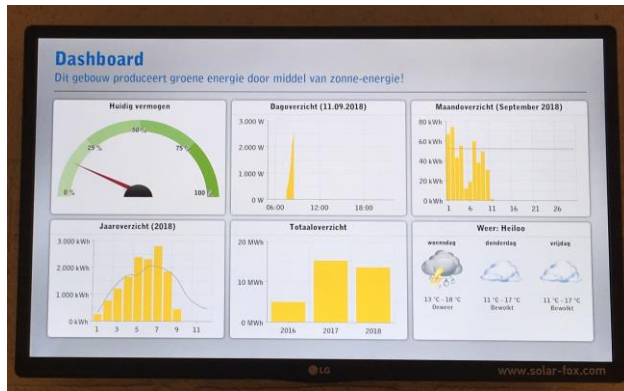 Dashboard
Dit gebouw produceert groene energie door middel van zonne-energie!
Huidig vermogen
0 %
25 %
50 %
75 %
100 %
Dagoverzicht (11.09.2018)
3.000 W
2.000 W
1.000 W
0 W
06:00 12:00 18:00
Maandoverzicht (September 2018)
80 kWh
60 kWh
40 kWh
20 kWh
0 kWh
1 6 11 16 21 26
Jaaroverzicht (2018)
3.000 kWh
2.000 kWh
1.000 kWh
0 kWh
1 3 5 7 9 11
Totaaloverzicht
20 MWh
10 MWh
0 MWh
2016 2017 2018
Weer: Heiloo
woensdag donderdag vrijdag
13 °C - 18 °C 11 °C - 17 °C 11 °C - 17 °C
Onweer Bewolkt Bewolkt
LG
www.solar-fox.com